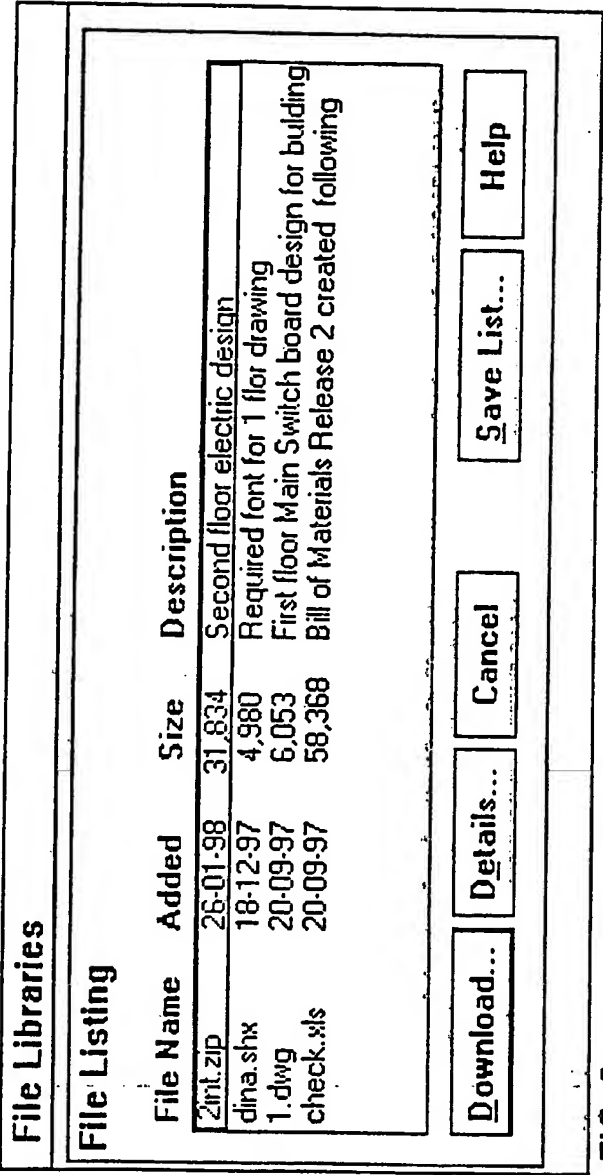 File Libraries
File Listing
File Name Added Size Description
2int.zip 26-01-98 31,834 Second floor electric design
dina.shx 18-12-97 4,980 Required font for 1 flor drawing
1.dwg 20-09-97 6,053 First floor Main Switch board design for bulding
check.xls 20-09-97 58,368 Bill of Materials Release 2 created following
Download... Details... Cancel Save List... Help